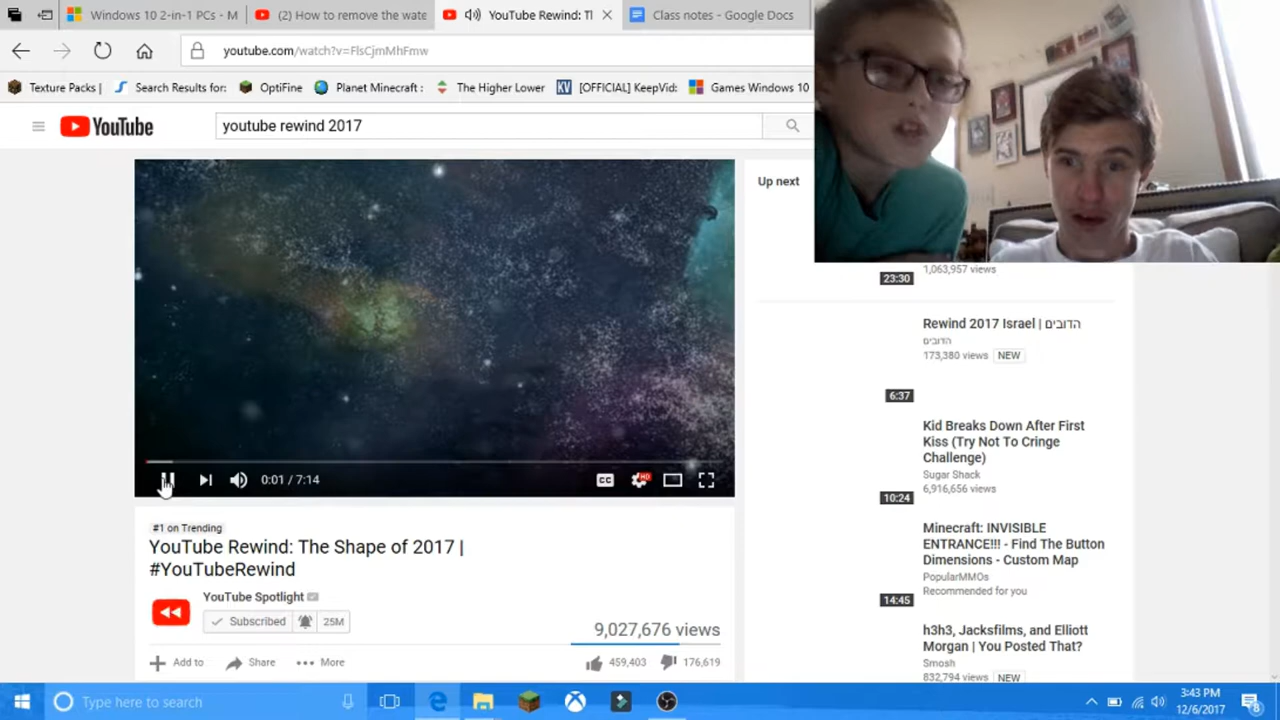 Windows 10 2-in-1 PCs - M
(2) How to remove the wate
YouTube Rewind: Tl
Class notes - Google Docs
youtube.com/watch?v=FlsCjmMhFmw
Texture Packs |
Search Results for:
OptiFine
Planet Minecraft :
The Higher Lower
KV
[OFFICIAL] KeepVid:
Games Windows 10
YouTube
youtube rewind 2017
Up next
23:30
1,063,957 views
Rewind 2017 Israel | הדובים
הדובים
173,380 views NEW
6:37
Kid Breaks Down After First
Kiss (Try Not To Cringe
Challenge)
Sugar Shack
6,916,656 views
10:24
Minecraft: INVISIBLE
ENTRANCE!!! - Find The Button
Dimensions - Custom Map
PopularMMOs
Recommended for you
14:45
h3h3, Jacksfilms, and Elliott
Morgan | You Posted That?
Smosh
832,794 views NEW
0:01 / 7:14
CC
HD
#1 on Trending
YouTube Rewind: The Shape of 2017 |
#YouTubeRewind
YouTube Spotlight
Subscribed 25M
9,027,676 views
Add to Share More 459,403 176,619
Type here to search
3:43 PM
12/6/2017
8